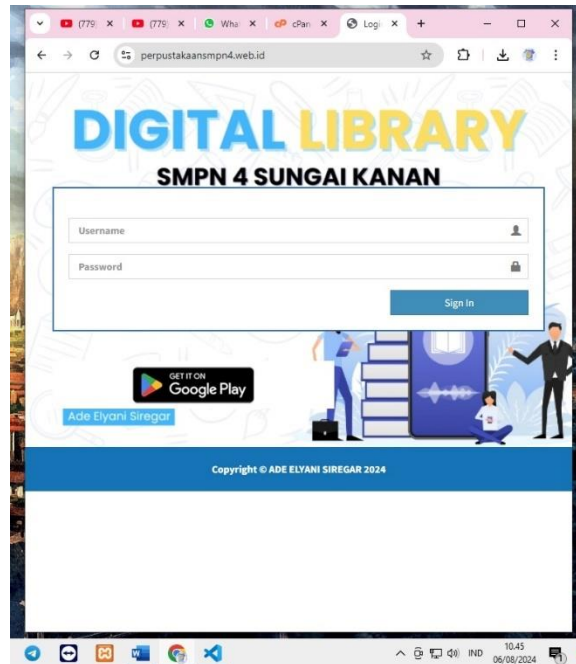 (779)
(779)
Wha
cPan
Logi
perpustakaansmpn4.web.id
DIGITAL LIBRARY
SMPN 4 SUNGAI KANAN
Username
Password
Sign In
GET IT ON
Google Play
Ade Elyani Siregar
Copyright © ADE ELYANI SIREGAR 2024
IND
10.45
06/08/2024